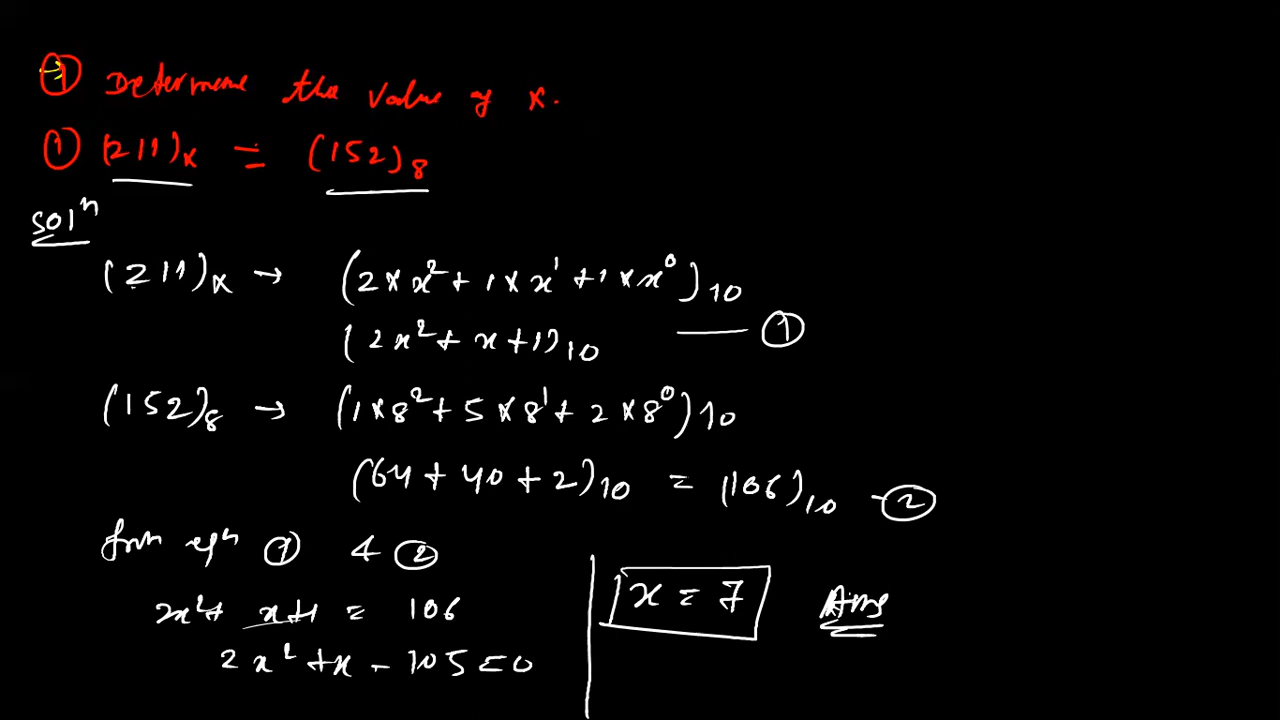 ① Determine the value of x.
① (211)x = (152)8
Solⁿ
(211)x → (2×x²+1×x¹+1×x⁰)10
(2x²+x+1)10 —— ①
(152)8 → (1×8²+5×8¹+2×8⁰)10
(64+40+2)10 = (106)10 -②
from eqⁿ ① & ②
2x²+x+1 = 106
2x²+x-105=0
x = 7 Ans